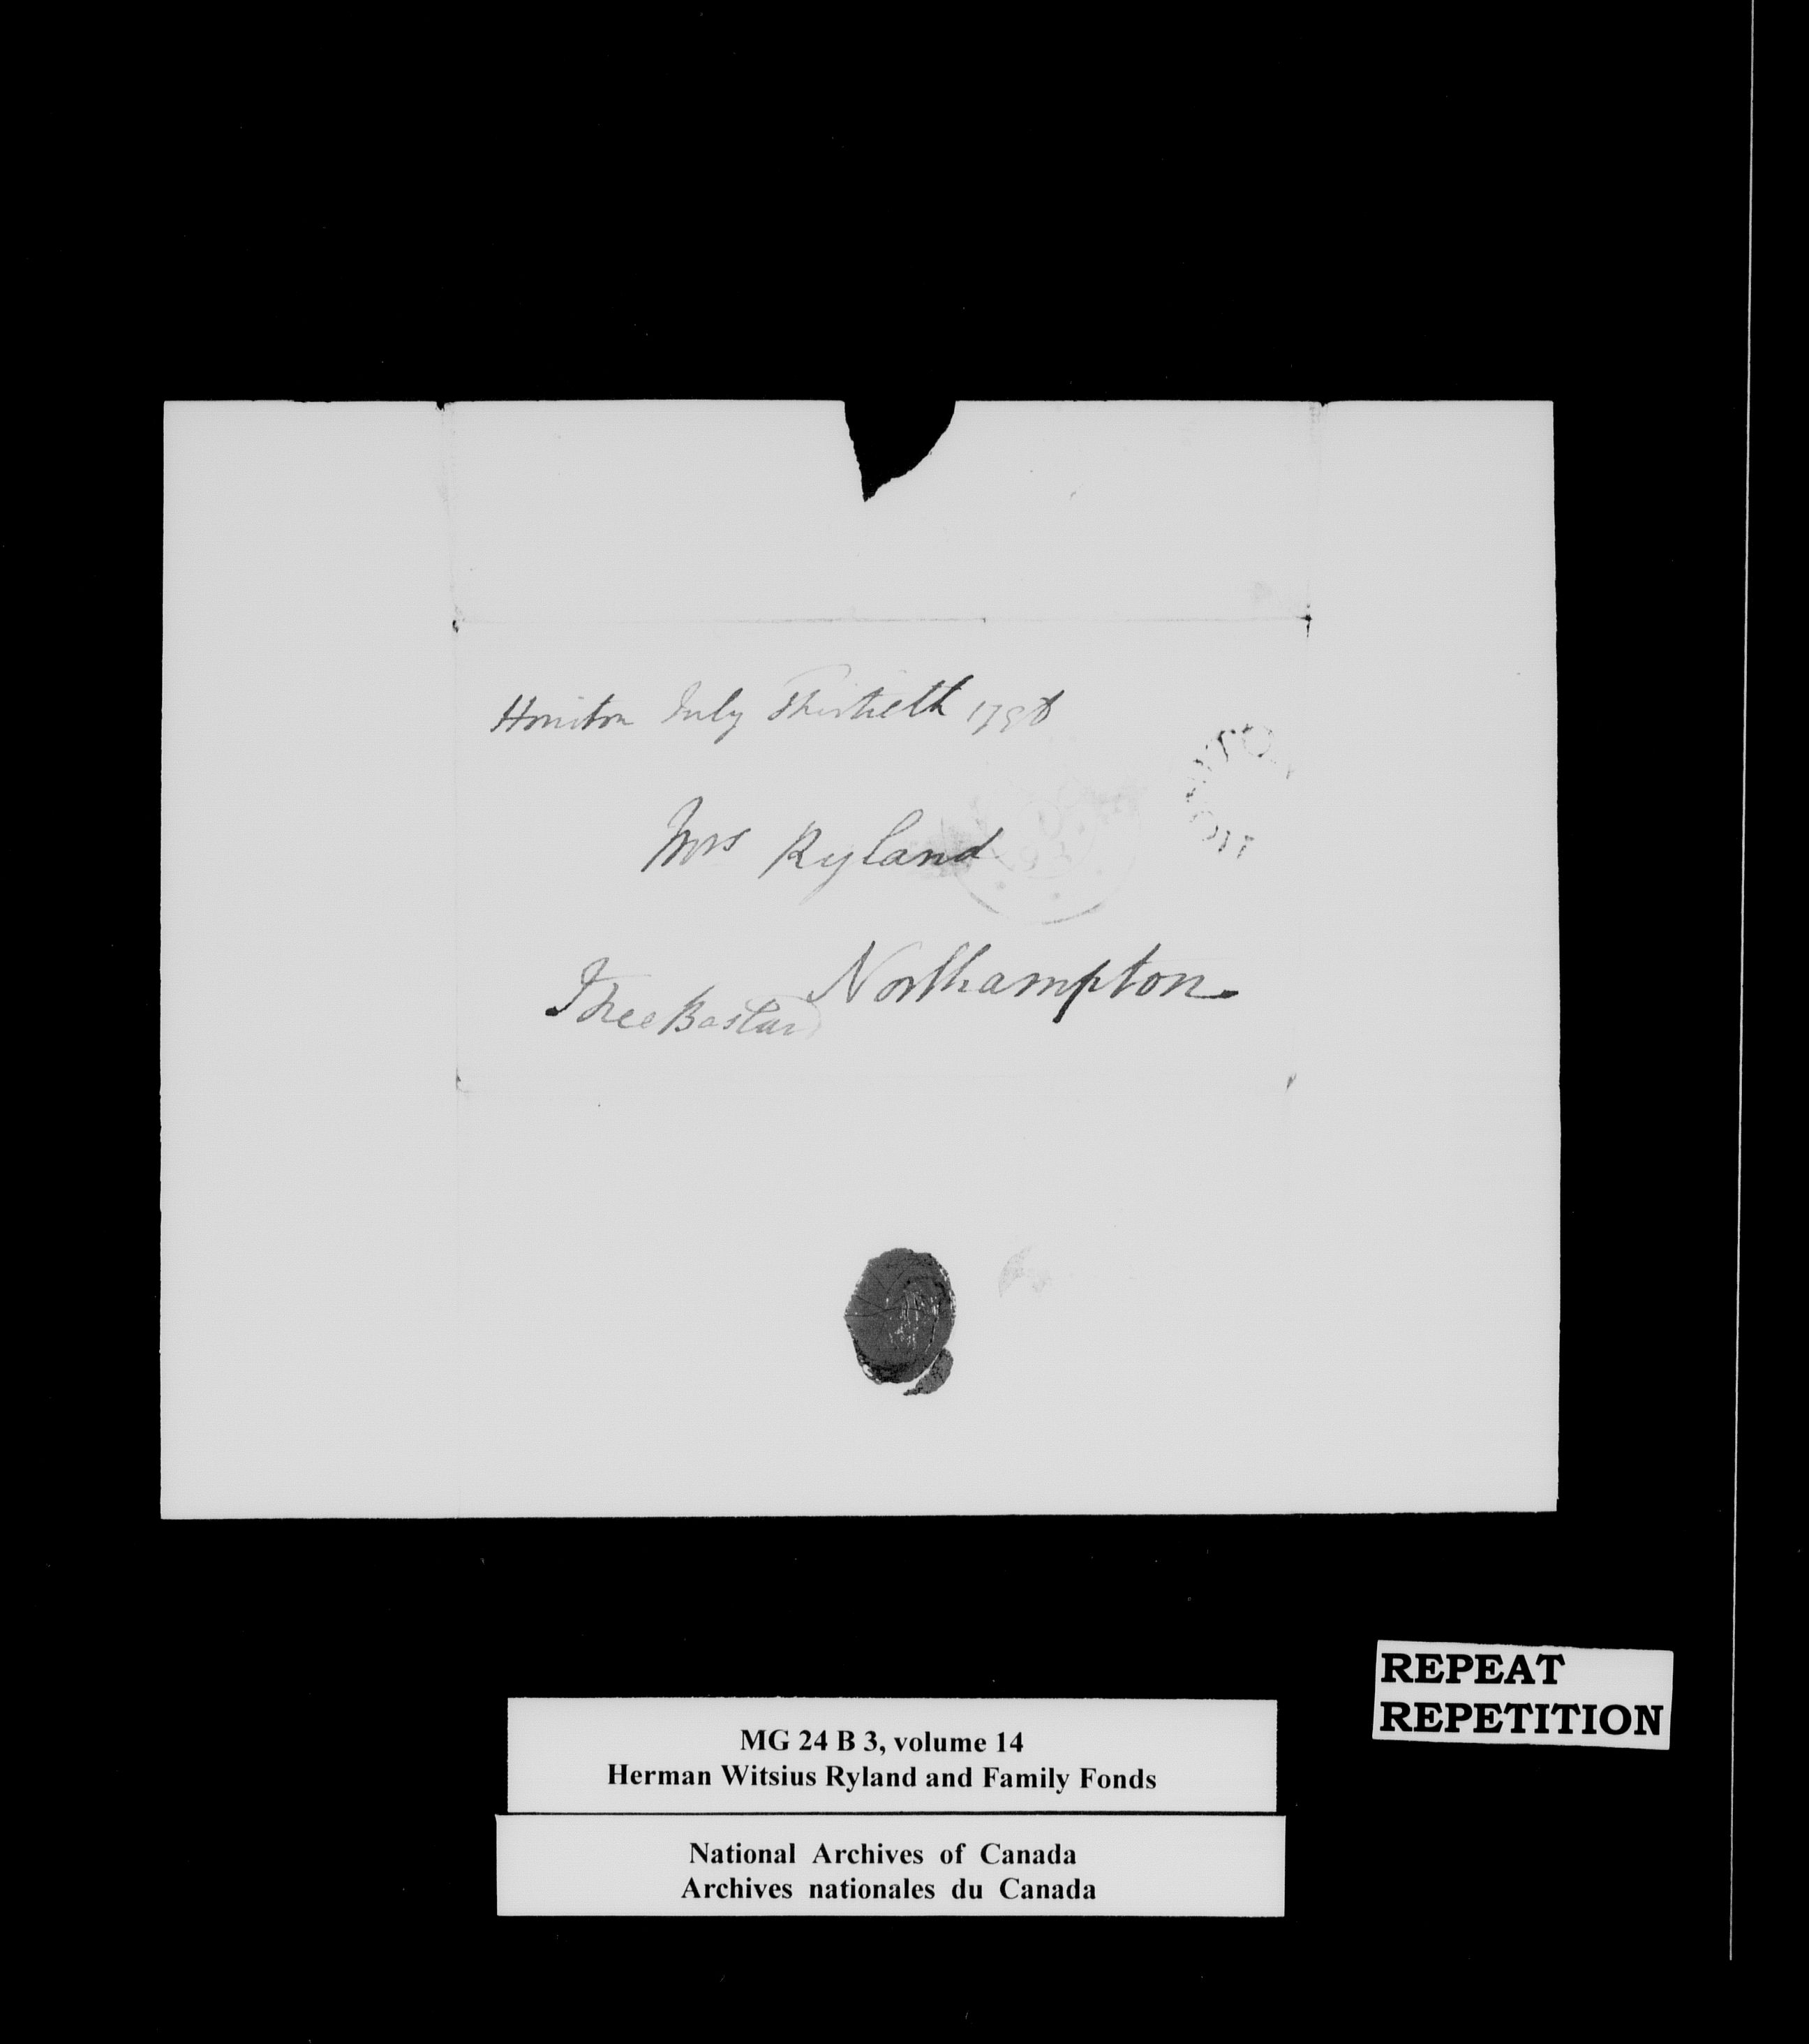 Honiton July Thirtieth 1798
Mrs Ryland
Northampton
Free Bastard
REPEAT
REPETITION
MG 24 B 3, volume 14
Herman Witsius Ryland and Family Fonds
National Archives of Canada
Archives nationales du Canada